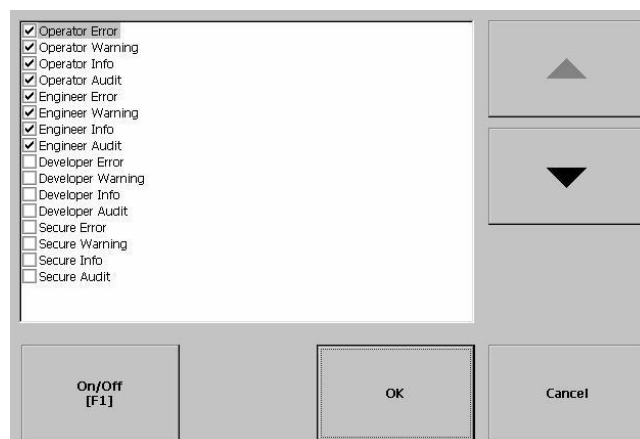 Operator Error
Operator Warning
Operator Info
Operator Audit
Engineer Error
Engineer Warning
Engineer Info
Engineer Audit
Developer Error
Developer Warning
Developer Info
Developer Audit
Secure Error
Secure Warning
Secure Info
Secure Audit
On/Off
[F1]
OK
Cancel